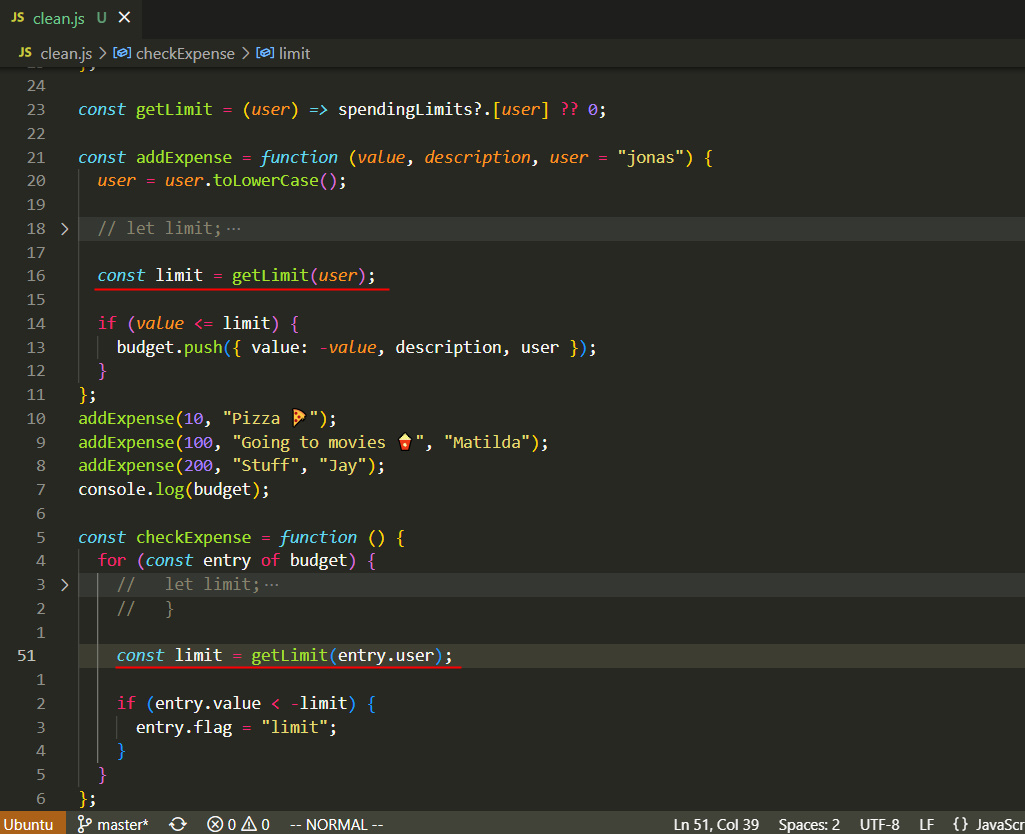 JS clean.js U ✕
JS clean.js > checkExpense > limit
24
23 const getLimit = (user) => spendingLimits?.[user] ?? 0;
22
21 const addExpense = function (value, description, user = "jonas") {
20 user = user.toLowerCase();
19
18 > // let limit; ···
17
16 const limit = getLimit(user);
15
14 if (value <= limit) {
13 budget.push({ value: -value, description, user });
12 }
11 };
10 addExpense(10, "Pizza 🍕");
9 addExpense(100, "Going to movies 🍿", "Matilda");
8 addExpense(200, "Stuff", "Jay");
7 console.log(budget);
6
5 const checkExpense = function () {
4 for (const entry of budget) {
3 > // let limit; ···
2 // }
1
51 const limit = getLimit(entry.user);
1
2 if (entry.value < -limit) {
3 entry.flag = "limit";
4 }
5 }
6 };
Ubuntu master* 0 0 -- NORMAL -- Ln 51, Col 39 Spaces: 2 UTF-8 LF {} JavaScr